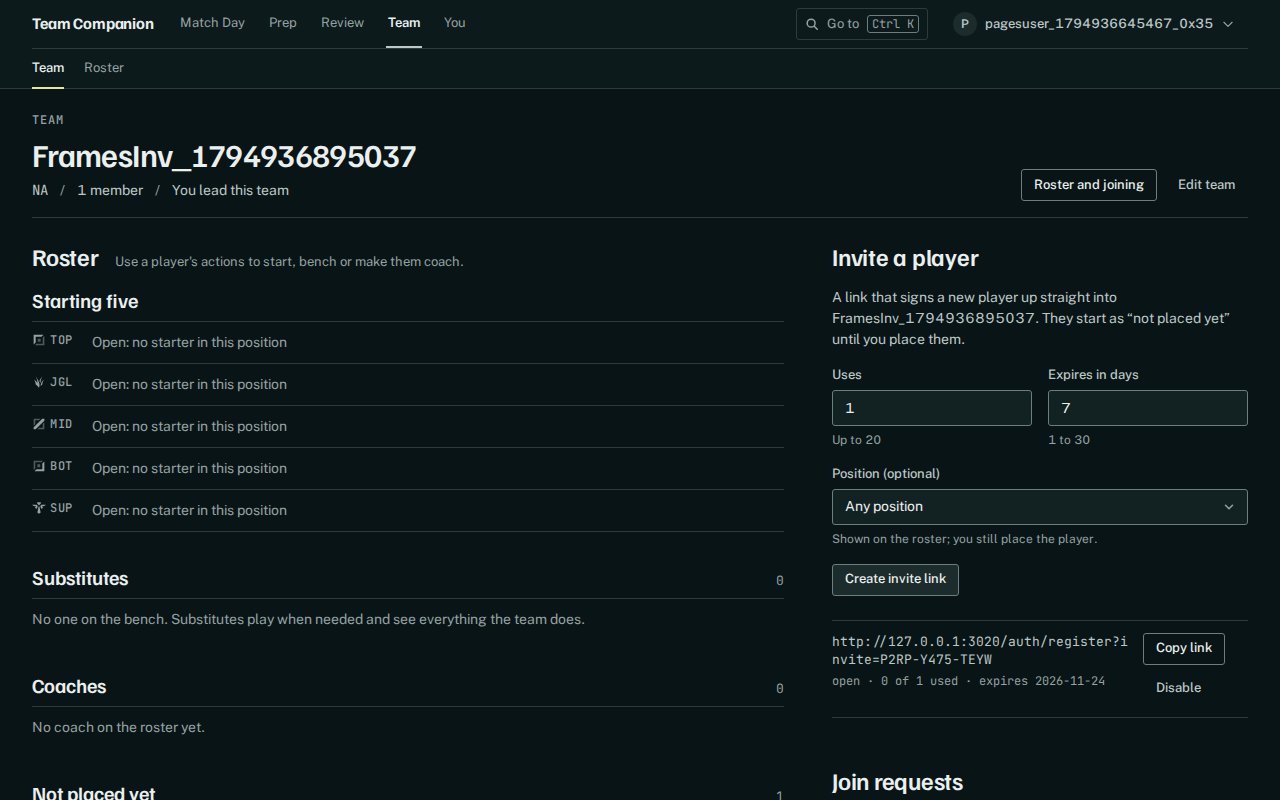 Team Companion
Match Day
Prep
Review
Team
You
Go to
Ctrl K
P
pagesuser_1794936645467_0x35
Team
Roster
TEAM
FramesInv_1794936895037
NA / 1 member / You lead this team
Roster and joining
Edit team
Roster
Use a player's actions to start, bench or make them coach.
Starting five
TOP Open: no starter in this position
JGL Open: no starter in this position
MID Open: no starter in this position
BOT Open: no starter in this position
SUP Open: no starter in this position
Substitutes 0
No one on the bench. Substitutes play when needed and see everything the team does.
Coaches 0
No coach on the roster yet.
Not placed yet 1
Invite a player
A link that signs a new player up straight into
FramesInv_1794936895037. They start as “not placed yet”
until you place them.
Uses
Expires in days
1
7
Up to 20
1 to 30
Position (optional)
Any position
Shown on the roster; you still place the player.
Create invite link
http://127.0.0.1:3020/auth/register?i
nvite=P2RP-Y475-TEYW
open · 0 of 1 used · expires 2026-11-24
Copy link
Disable
Join requests